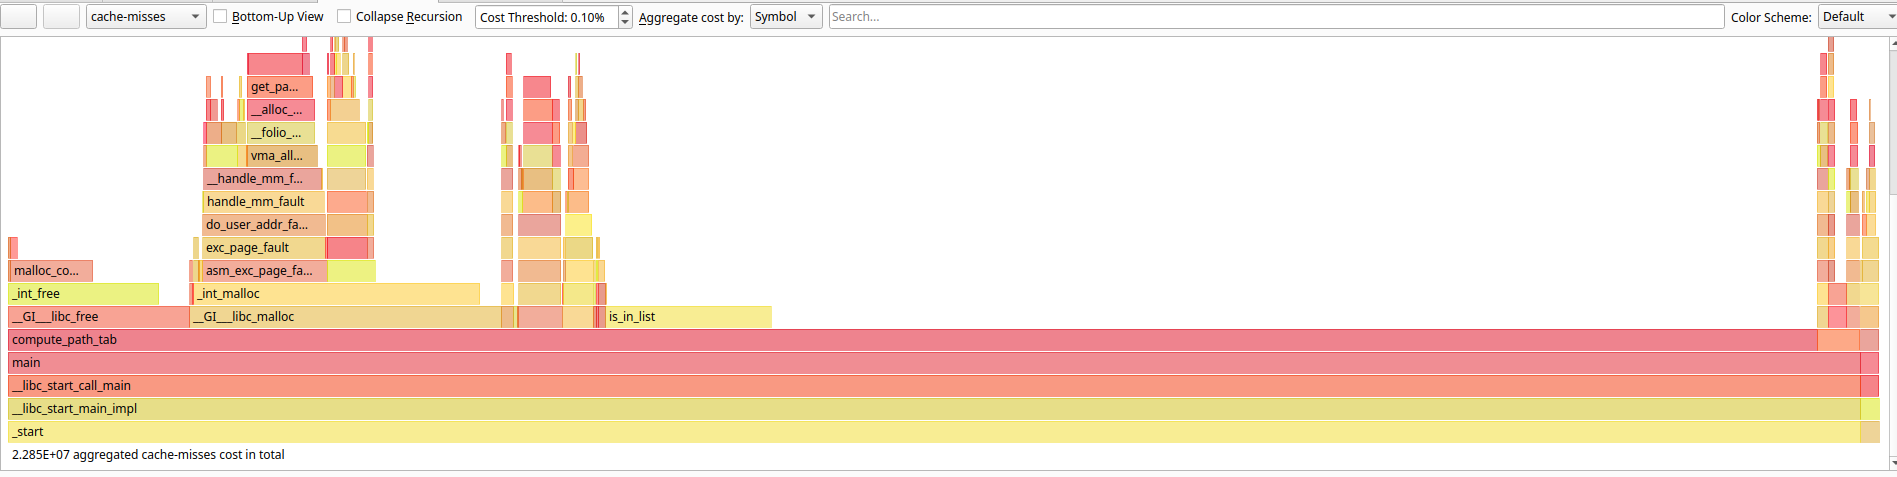 cache-misses Bottom-Up View Collapse Recursion Cost Threshold: 0.10% Aggregate cost by: Symbol Search... Color Scheme: Default
get_pa...
__alloc_...
__folio_...
vma_all...
__handle_mm_f...
handle_mm_fault
do_user_addr_fa...
exc_page_fault
malloc_co... asm_exc_page_fa...
_int_free _int_malloc
__GI___libc_free __GI___libc_malloc is_in_list
compute_path_tab
main
__libc_start_call_main
__libc_start_main_impl
_start
2.285E+07 aggregated cache-misses cost in total